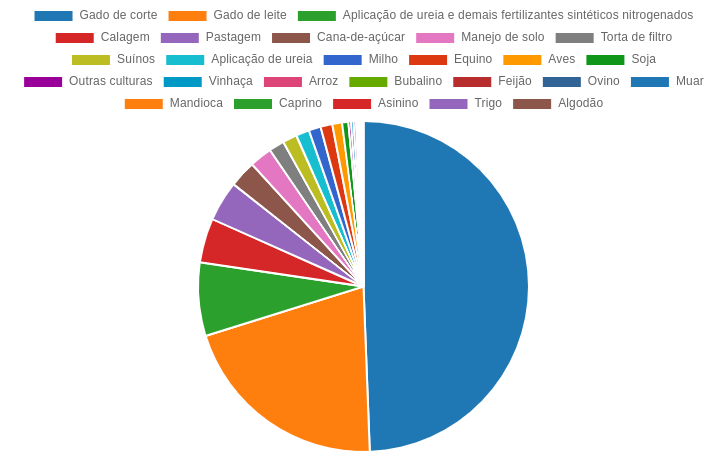 Gado de corte Gado de leite Aplicação de ureia e demais fertilizantes sintéticos nitrogenados
Calagem Pastagem Cana-de-açúcar Manejo de solo Torta de filtro
Suínos Aplicação de ureia Milho Equino Aves Soja
Outras culturas Vinhaça Arroz Bubalino Feijão Ovino Muar
Mandioca Caprino Asinino Trigo Algodão